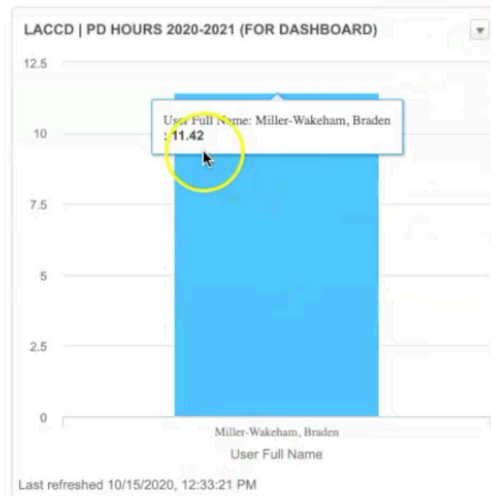 LACCD | PD HOURS 2020-2021 (FOR DASHBOARD)
12.5
User Full Name: Miller-Wakeham, Braden
: 11.42
10
7.5
5
2.5
0
Miller-Wakeham, Braden
User Full Name
Last refreshed 10/15/2020, 12:33:21 PM